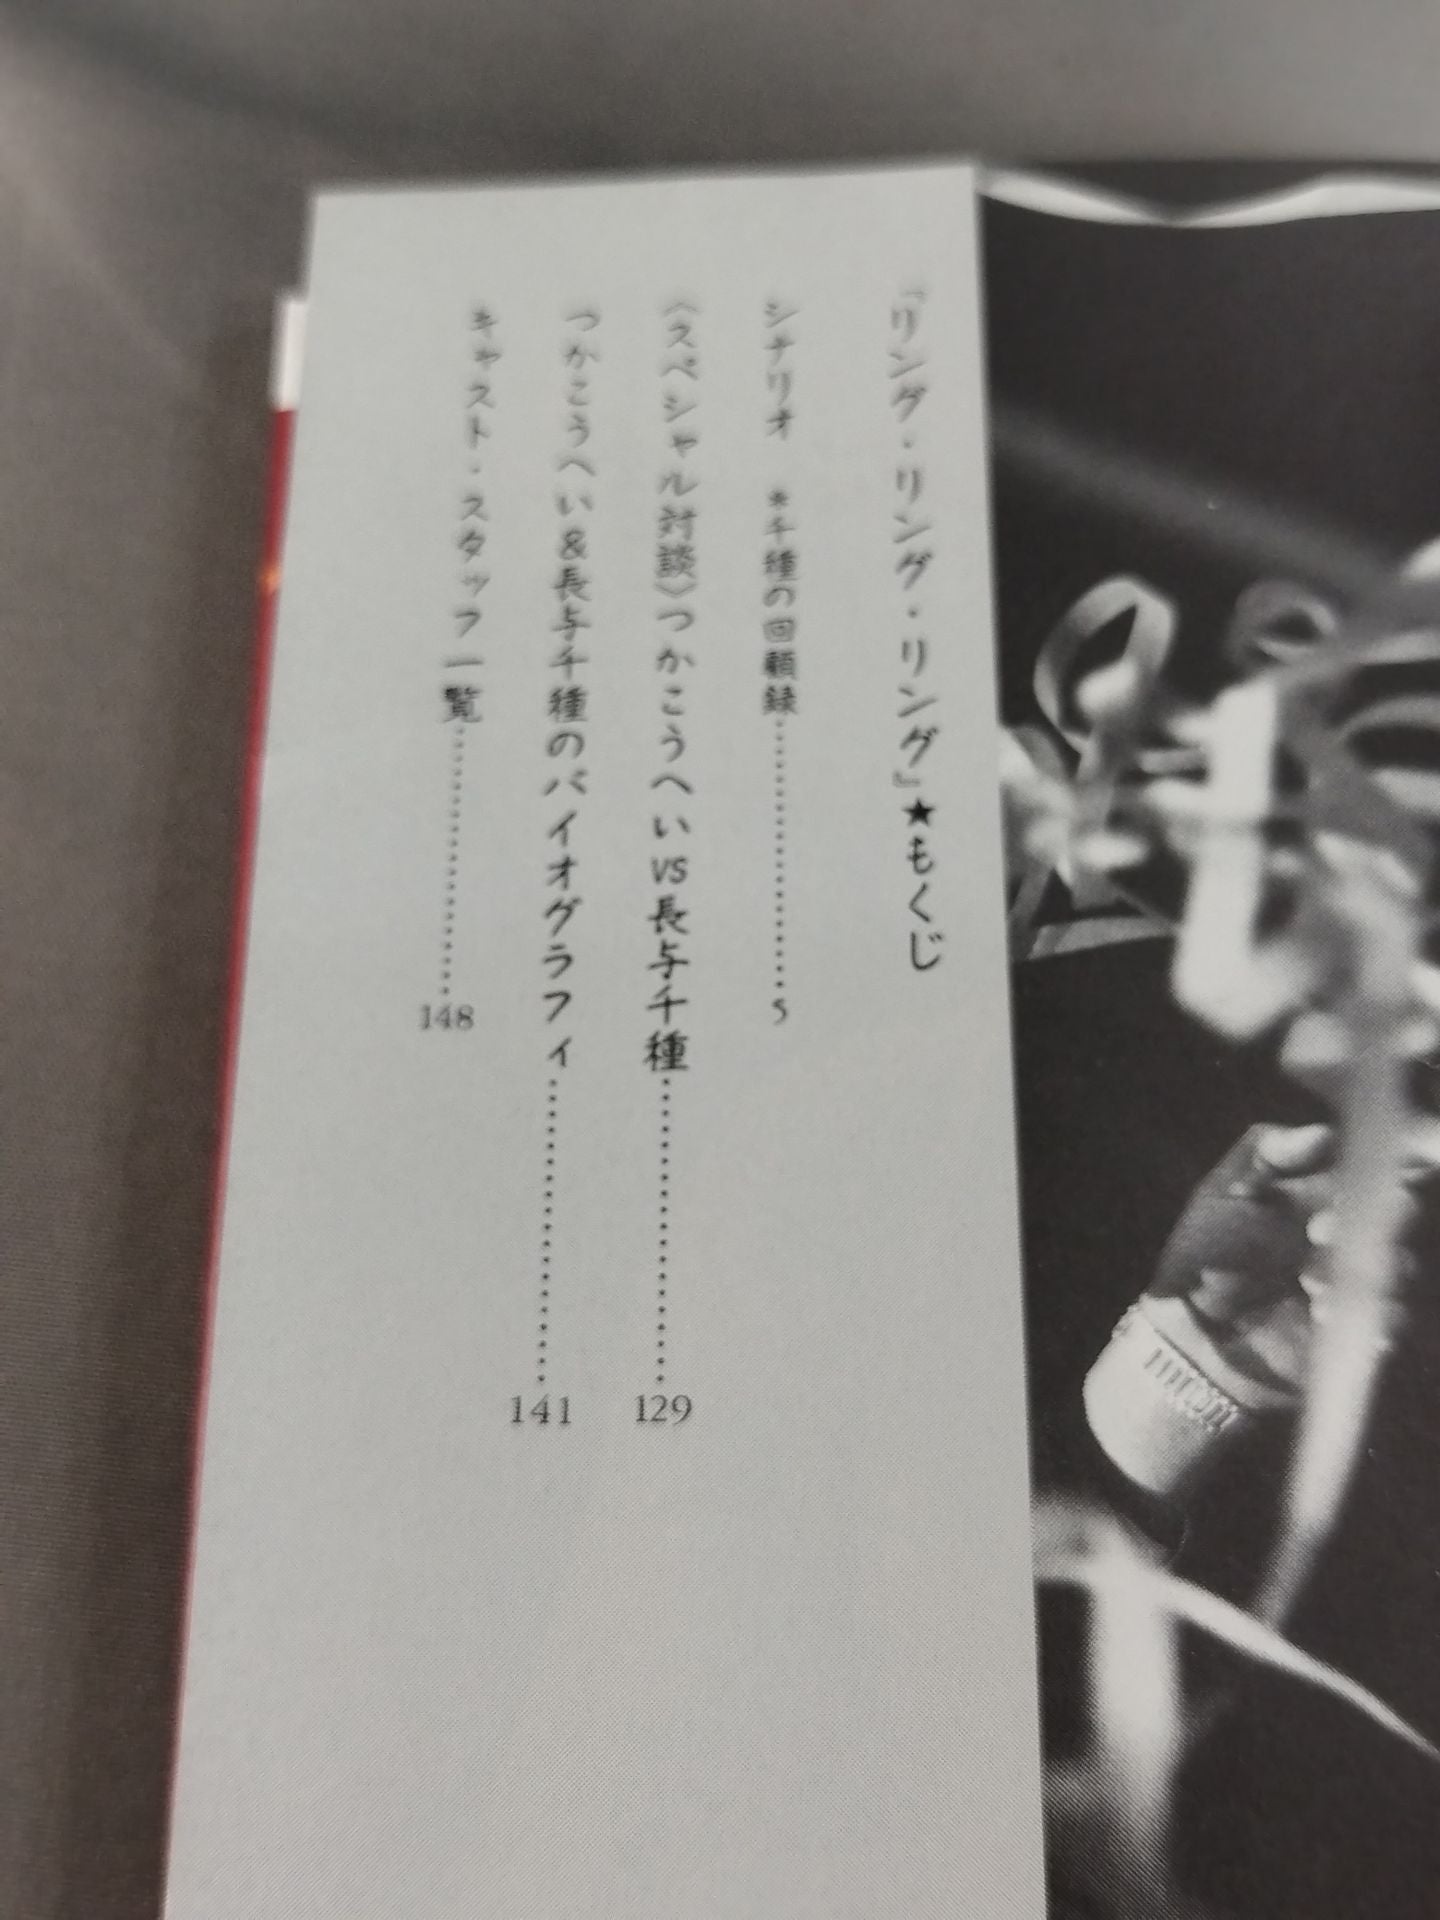 『リング・リング・リング』★もくじ
シナリオ ★千種の回顧録……………………5
〈スペシャル対談〉つかこうへいVS長与千種……………………129
つかこうへい&長与千種のバイオグラフィ……………………141
キャスト・スタッフ一覧……………………148